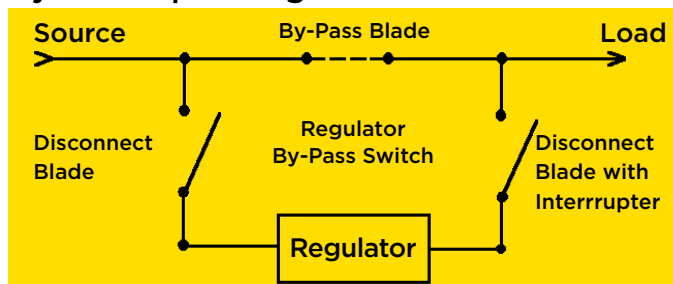 Source
By-Pass Blade
Load
Disconnect
Blade
Regulator
By-Pass Switch
Disconnect
Blade with
Interrrupter
Regulator